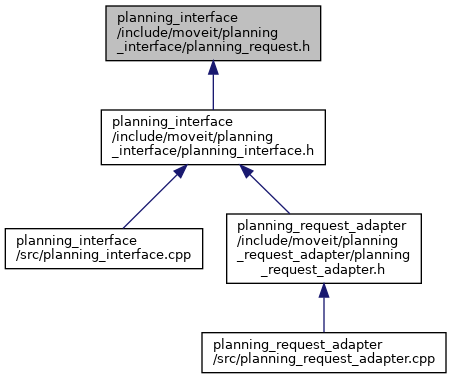 planning_interface
/include/moveit/planning
_interface/planning_request.h
planning_interface
/include/moveit/planning
_interface/planning_interface.h
planning_interface
/src/planning_interface.cpp
planning_request_adapter
/include/moveit/planning
_request_adapter/planning
_request_adapter.h
planning_request_adapter
/src/planning_request_adapter.cpp